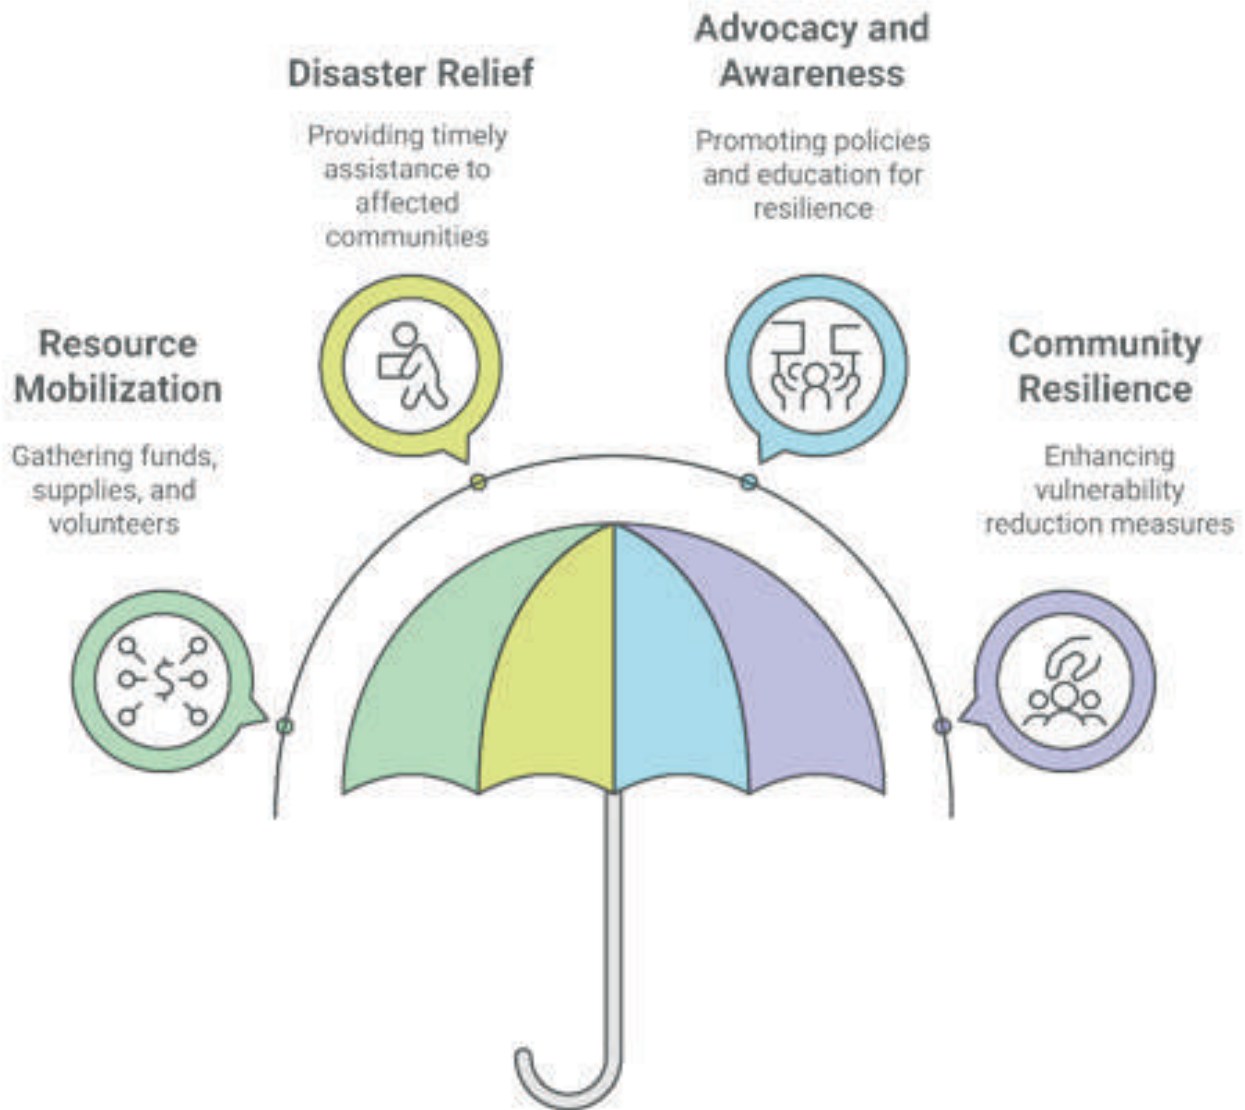 Advocacy and
Awareness
Promoting policies
and education for
resilience
Disaster Relief
Providing timely
assistance to
affected
communities
Resource
Mobilization
Gathering funds,
supplies, and
volunteers
Community
Resilience
Enhancing
vulnerability
reduction measures
$